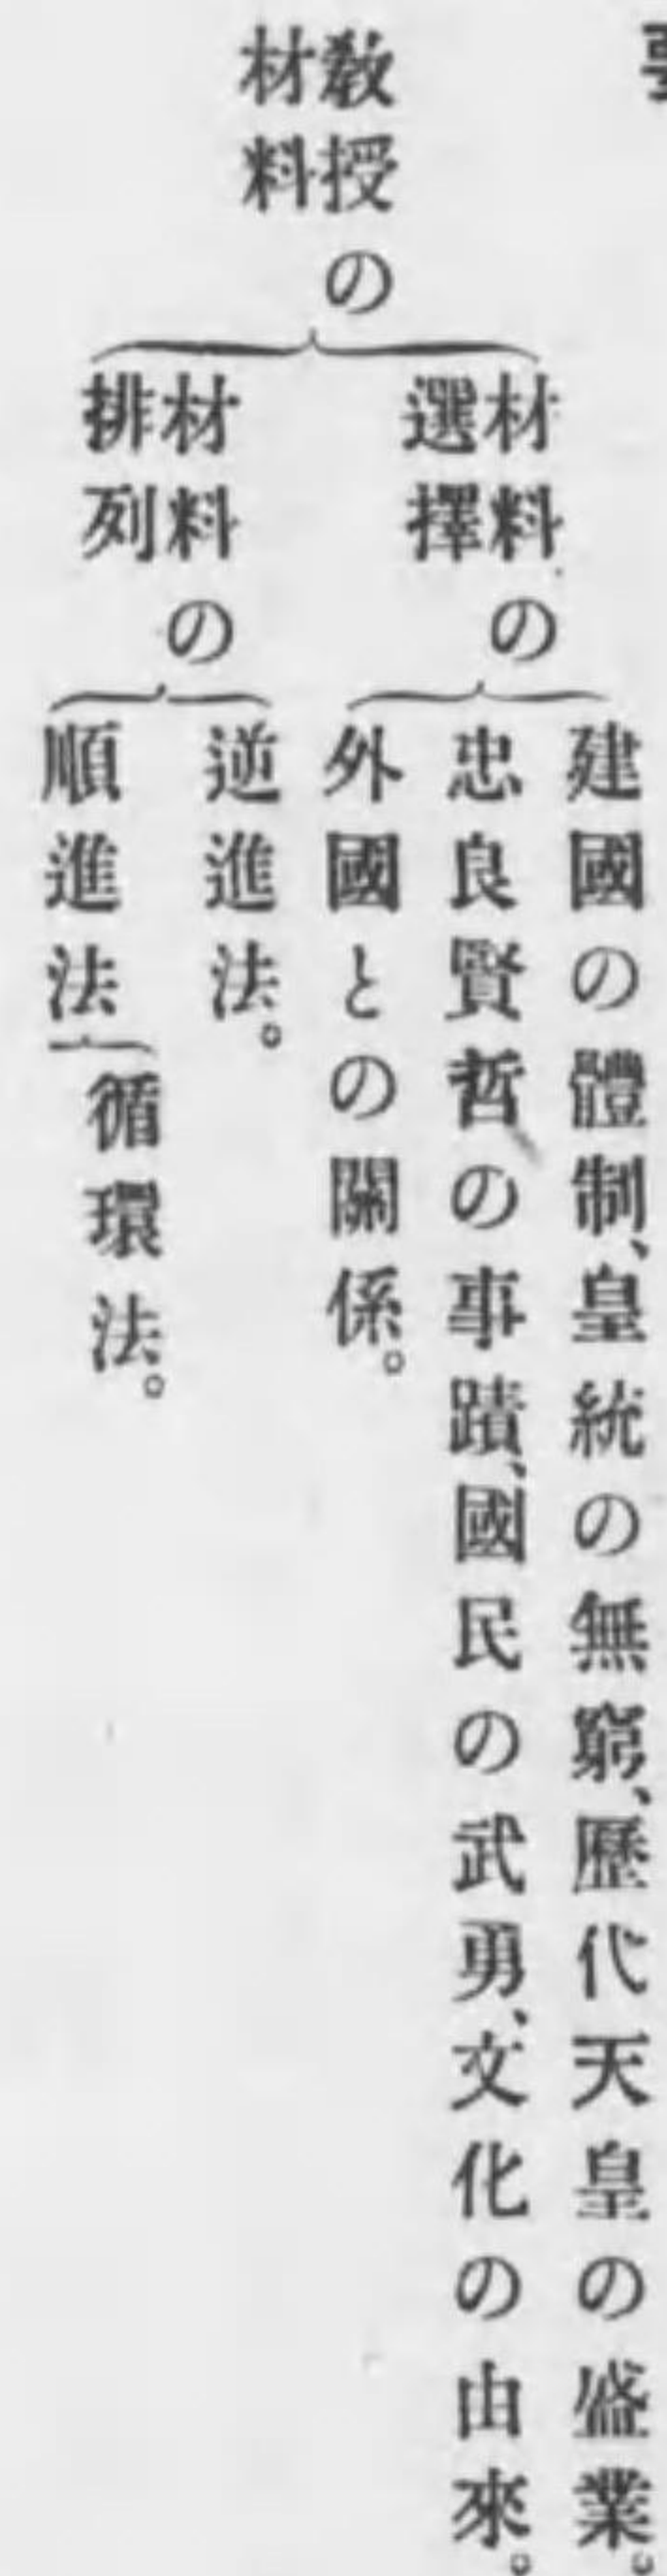 教授の
材料
材料の
選擇
建國の體制、皇統の無窮、歷代天皇の盛業。
忠良賢哲の事蹟、國民の武勇、文化の由來。
外國との關係。
材料の
排列
逆進法。
順進法
循環法。